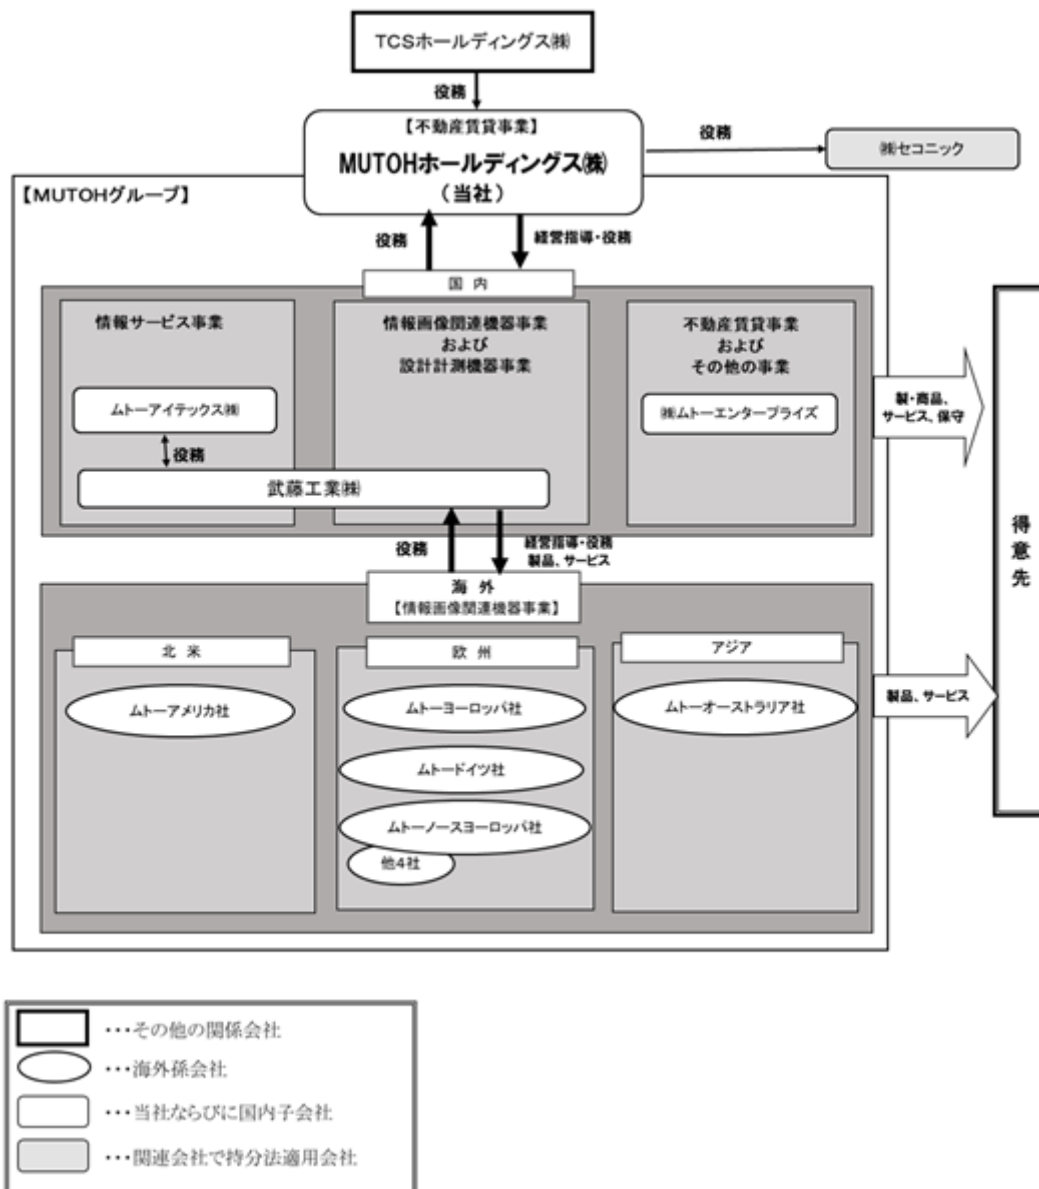 TCSホールディングス㈱
役務
【不動産賃貸事業】
MUTOHホールディングス㈱
(当社)
役務
㈱セコニック
【MUTOHグループ】
役務
経営指導・役務
国内
情報サービス事業
情報画像関連機器事業
および
設計計測機器事業
不動産賃貸事業
および
その他の事業
ムトーアイテックス㈱
㈱ムトーエンタープライズ
役務
武藤工業㈱
製・商品、
サービス、保守
役務
経営指導・役務
製品、サービス
得意先
海外
【情報画像関連機器事業】
北米
欧州
アジア
ムトーアメリカ社
ムトーヨーロッパ社
ムトーオーストラリア社
製品、サービス
ムトードイツ社
ムトーノースヨーロッパ社
他4社
・・・その他の関係会社
・・・海外孫会社
・・・当社ならびに国内子会社
・・・関連会社で持分法適用会社